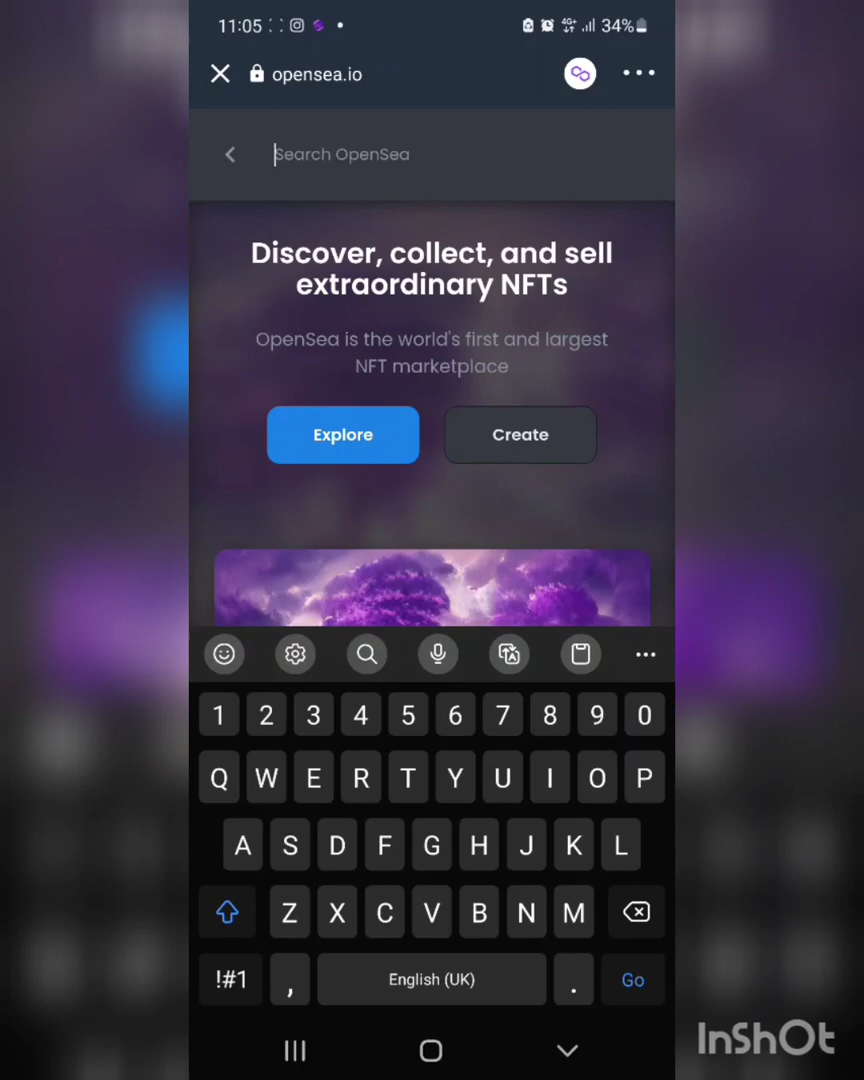 11:05
4G+ 34%
opensea.io
Search OpenSea
Discover, collect, and sell
extraordinary NFTs
OpenSea is the world's first and largest
NFT marketplace
Explore Create
1 2 3 4 5 6 7 8 9 0
Q W E R T Y U I O P
A S D F G H J K L
Z X C V B N M
!#1 , English (UK) . Go
InShOt